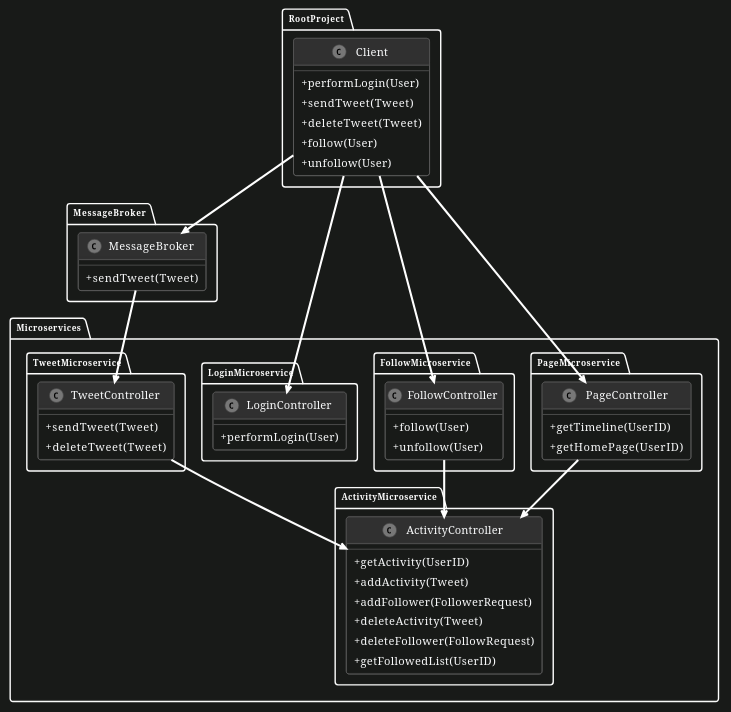 RootProject
C Client
+performLogin(User)
+sendTweet(Tweet)
+deleteTweet(Tweet)
+follow(User)
+unfollow(User)
MessageBroker
C MessageBroker
+sendTweet(Tweet)
Microservices
TweetMicroservice
C TweetController
+sendTweet(Tweet)
+deleteTweet(Tweet)
LoginMicroservice
C LoginController
+performLogin(User)
FollowMicroservice
C FollowController
+follow(User)
+unfollow(User)
PageMicroservice
C PageController
+getTimeline(UserID)
+getHomePage(UserID)
ActivityMicroservice
C ActivityController
+getActivity(UserID)
+addActivity(Tweet)
+addFollower(FollowerRequest)
+deleteActivity(Tweet)
+deleteFollower(FollowRequest)
+getFollowedList(UserID)